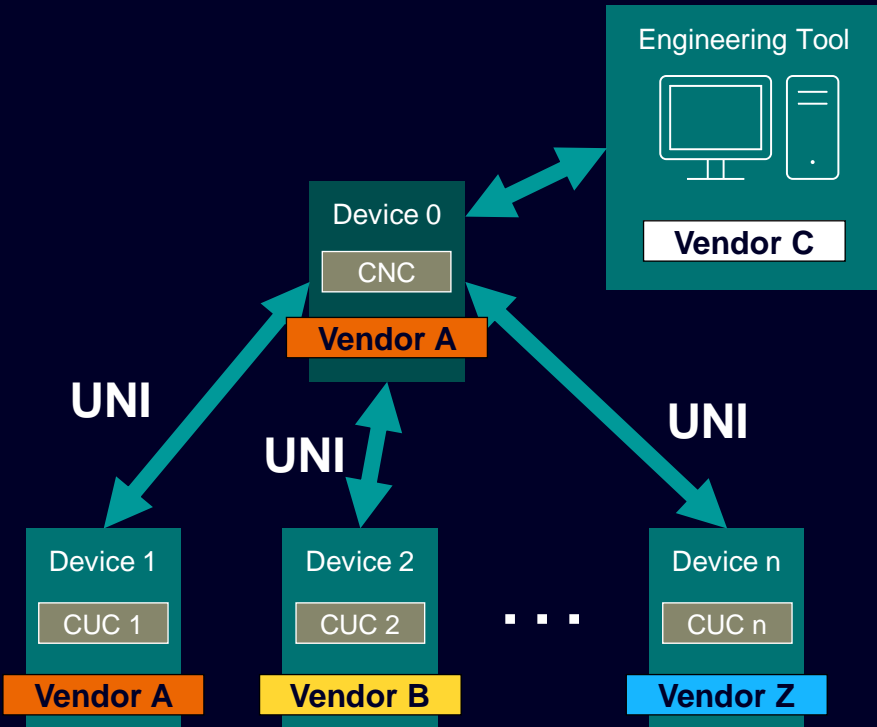 Engineering Tool
Vendor C
Device 0
CNC
Vendor A
UNI
UNI
UNI
Device 1
CUC 1
Vendor A
Device 2
CUC 2
Vendor B
. . .
Device n
CUC n
Vendor Z